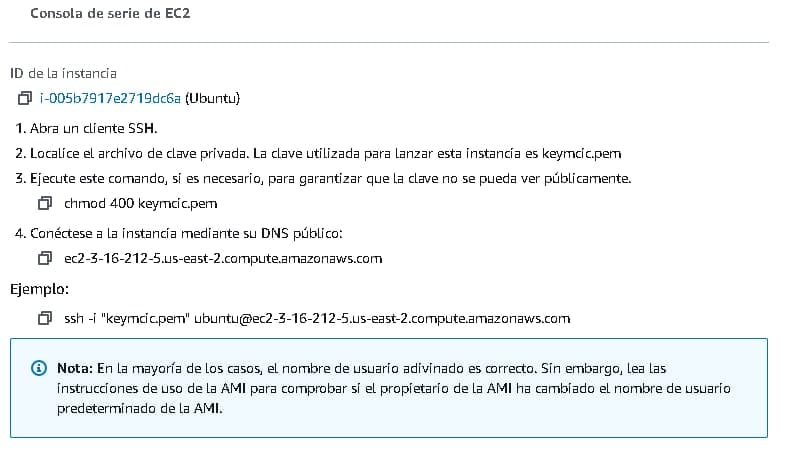 Consola de serie de EC2
ID de la instancia
i-005b7917e2719dc6a (Ubuntu)
1. Abra un cliente SSH.
2. Localice el archivo de clave privada. La clave utilizada para lanzar esta instancia es keymcic.pem
3. Ejecute este comando, si es necesario, para garantizar que la clave no se pueda ver públicamente.
chmod 400 keymcic.pem
4. Conéctese a la instancia mediante su DNS público:
ec2-3-16-212-5.us-east-2.compute.amazonaws.com
Ejemplo:
ssh -i "keymcic.pem" ubuntu@ec2-3-16-212-5.us-east-2.compute.amazonaws.com
Nota: En la mayoría de los casos, el nombre de usuario adivinado es correcto. Sin embargo, lea las
instrucciones de uso de la AMI para comprobar si el propietario de la AMI ha cambiado el nombre de usuario
predeterminado de la AMI.